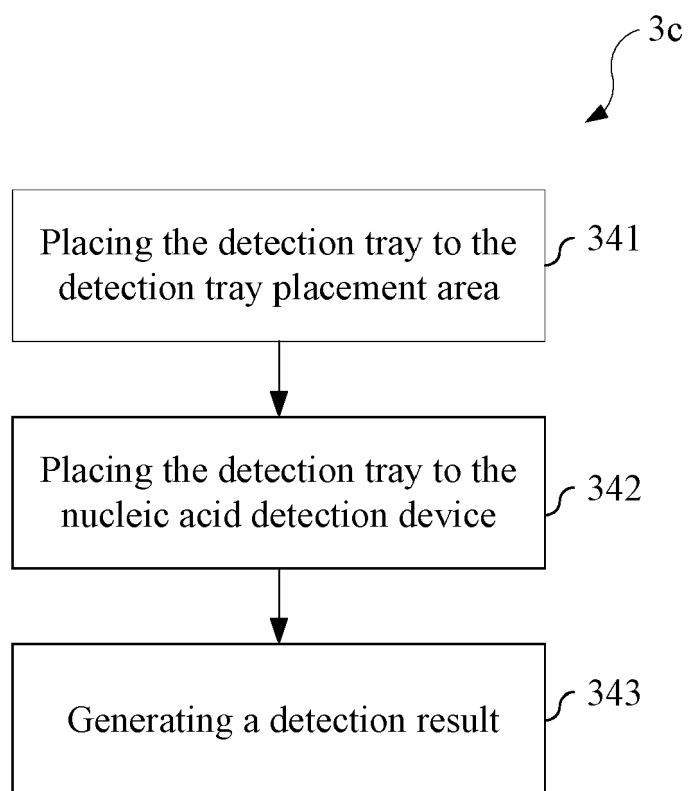 3c
Placing the detection tray to the
detection tray placement area
341
Placing the detection tray to the
nucleic acid detection device
342
Generating a detection result
343